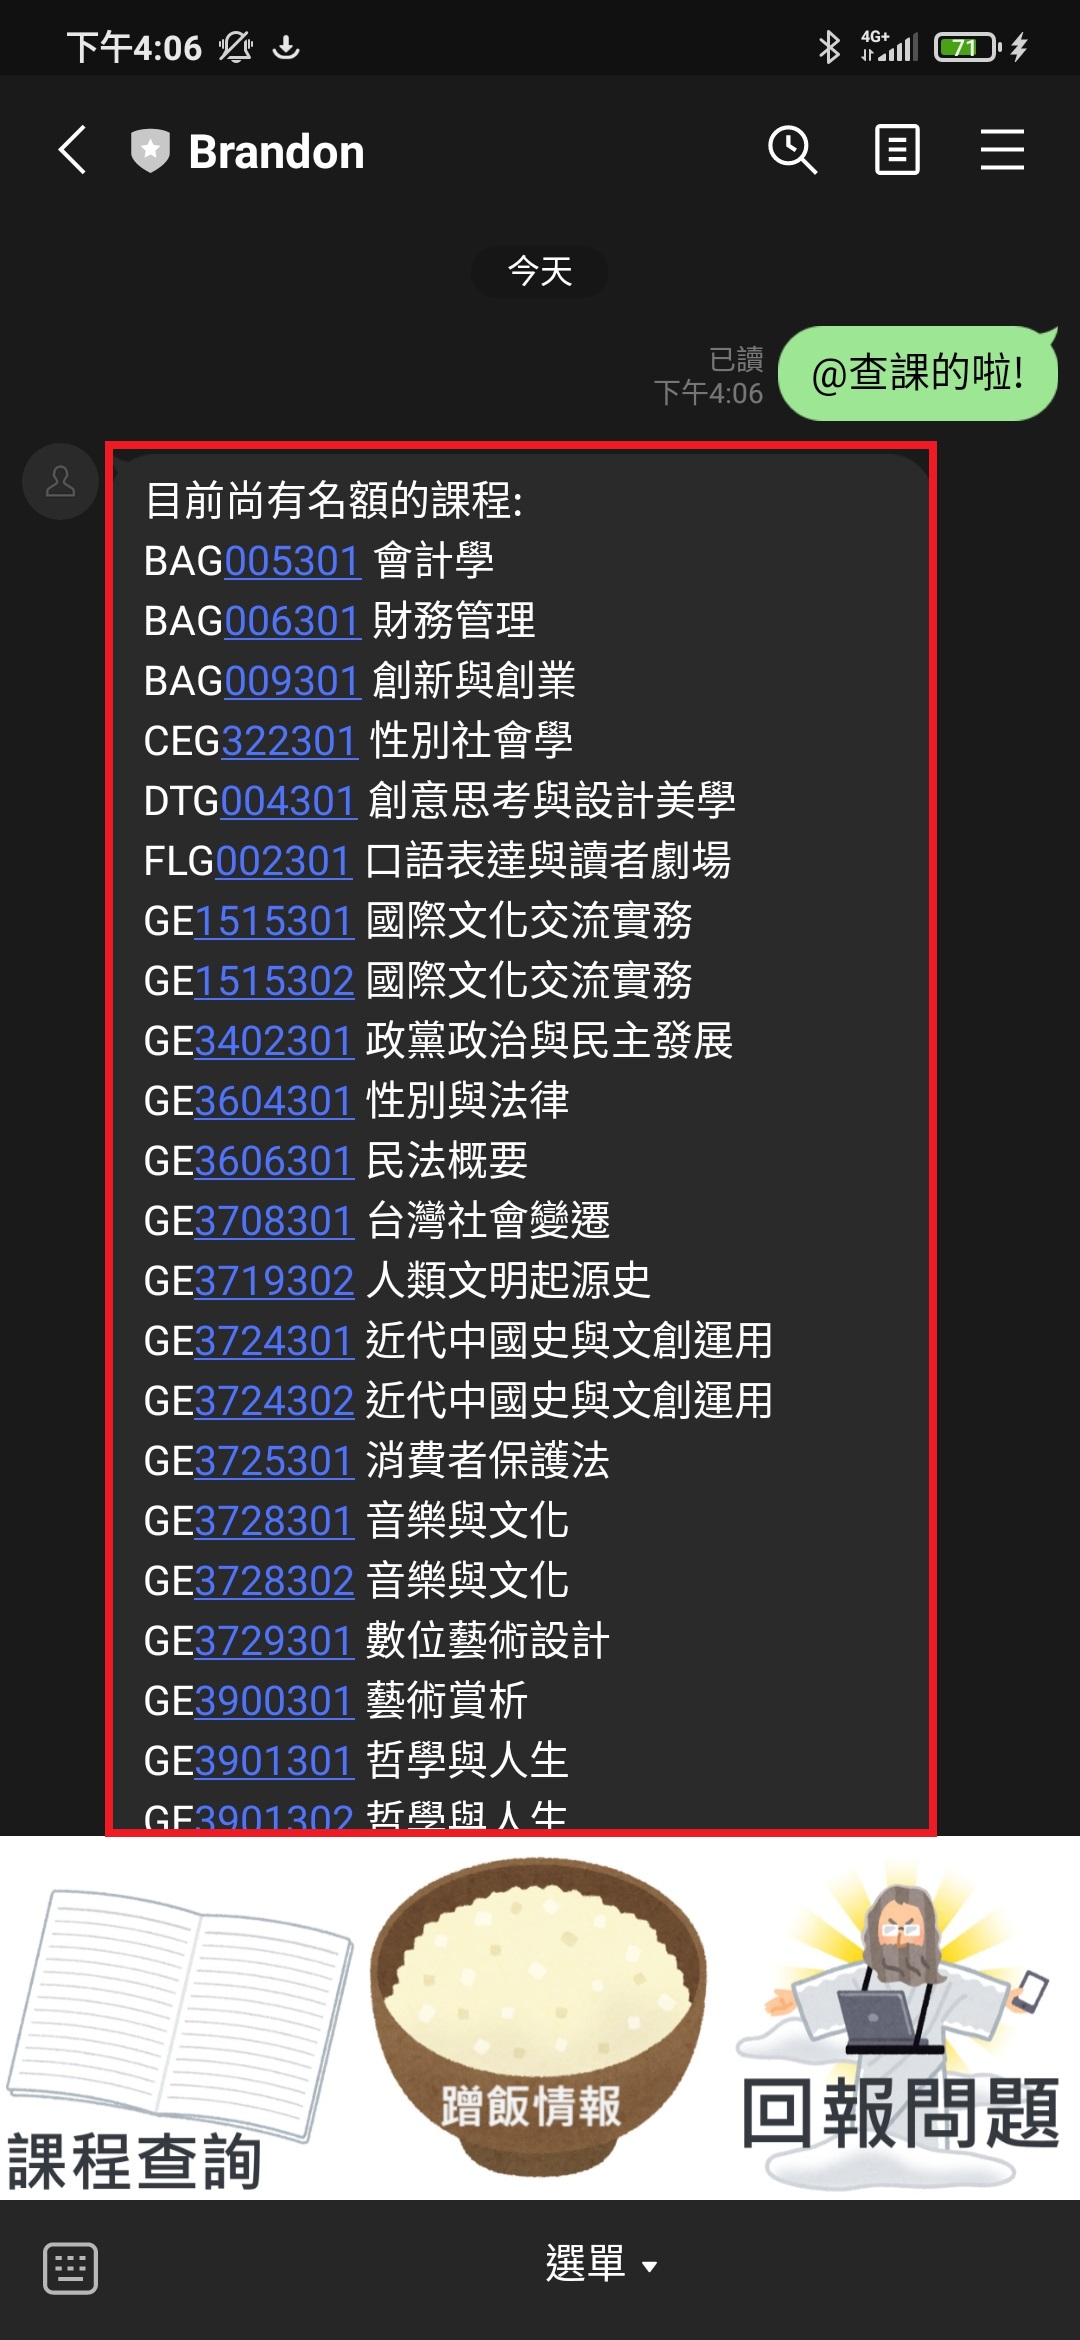 下午4:06
4G+
71
Brandon
今天
已讀
下午4:06
@查課的啦!
目前尚有名額的課程:
BAG005301 會計學
BAG006301 財務管理
BAG009301 創新與創業
CEG322301 性別社會學
DTG004301 創意思考與設計美學
FLG002301 口語表達與讀者劇場
GE1515301 國際文化交流實務
GE1515302 國際文化交流實務
GE3402301 政黨政治與民主發展
GE3604301 性別與法律
GE3606301 民法概要
GE3708301 台灣社會變遷
GE3719302 人類文明起源史
GE3724301 近代中國史與文創運用
GE3724302 近代中國史與文創運用
GE3725301 消費者保護法
GE3728301 音樂與文化
GE3728302 音樂與文化
GE3729301 數位藝術設計
GE3900301 藝術賞析
GE3901301 哲學與人生
GE3901302 哲學與人生
課程查詢
蹭飯情報
回報問題
選單